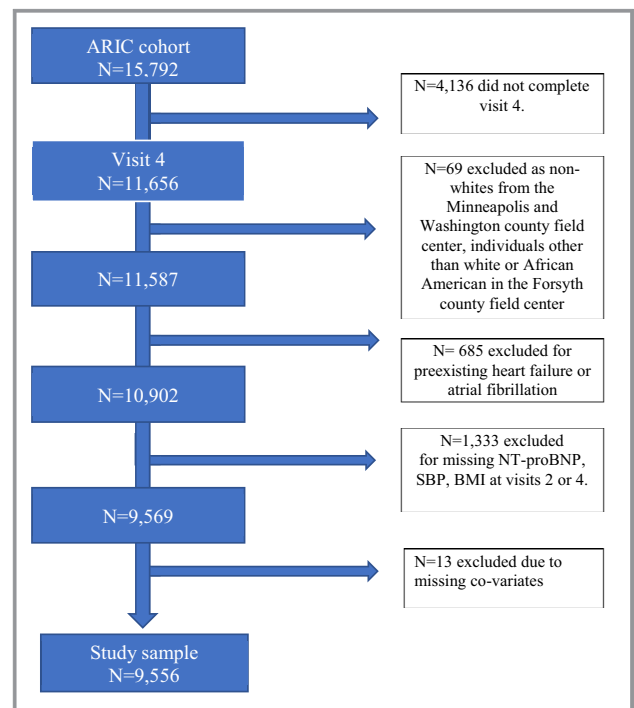 ARIC cohort
N=15,792
N=4,136 did not complete
visit 4.
Visit 4
N=11,656
N=69 excluded as non-
whites from the
Minneapolis and
Washington county field
center, individuals other
than white or African
American in the Forsyth
county field center
N=11,587
N= 685 excluded for
preexisting heart failure or
atrial fibrillation
N=10,902
N=1,333 excluded
for missing NT-proBNP,
SBP, BMI at visits 2 or 4.
N=9,569
N=13 excluded due to
missing co-variates
Study sample
N=9,556